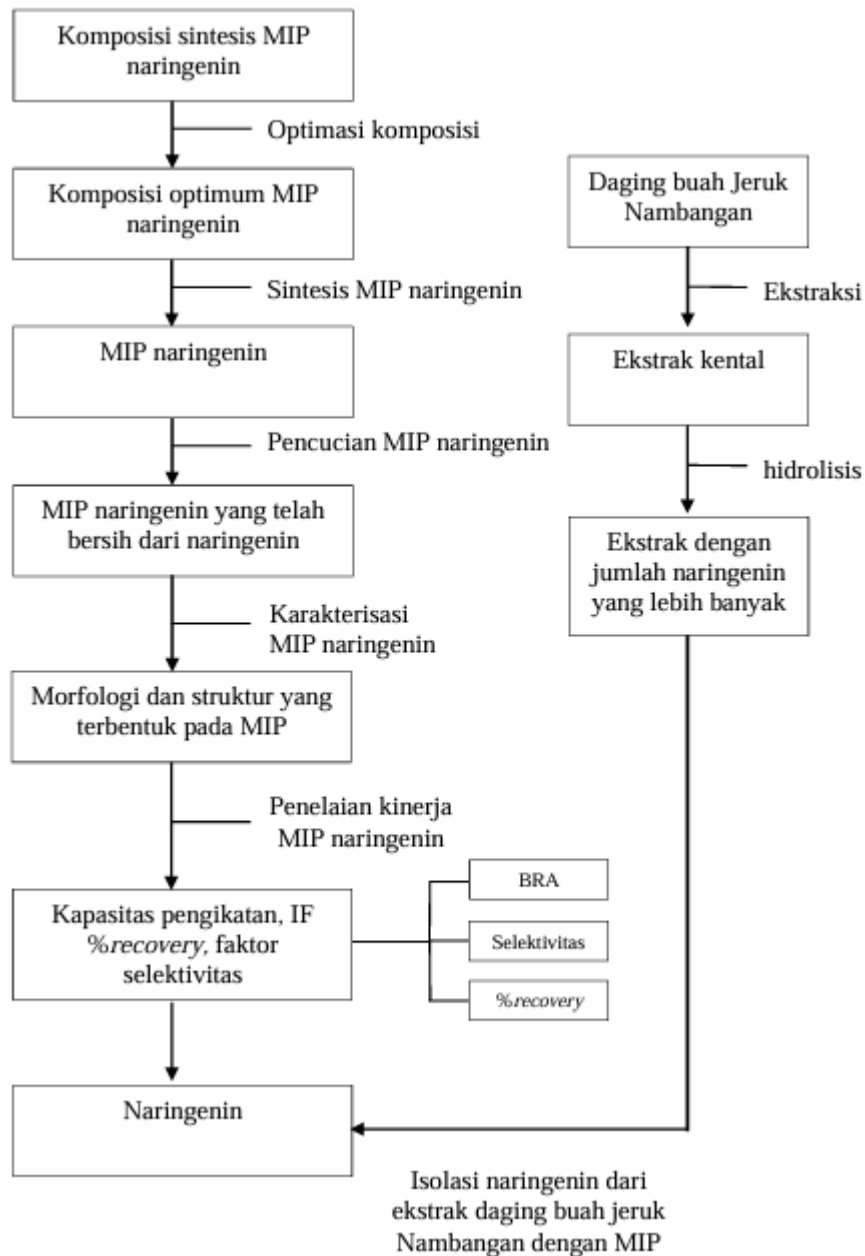 Komposisi sintesis MIP
naringenin
Optimasi komposisi
Komposisi optimum MIP
naringenin
Sintesis MIP naringenin
MIP naringenin
Pencucian MIP naringenin
MIP naringenin yang telah
bersih dari naringenin
Karakterisasi
MIP naringenin
Morfologi dan struktur yang
terbentuk pada MIP
Penelaian kinerja
MIP naringenin
Kapasitas pengikatan, IF
%recovery, faktor
selektivitas
BRA
Selektivitas
%recovery
Naringenin
Daging buah Jeruk
Nambangan
Ekstraksi
Ekstrak kental
hidrolisis
Ekstrak dengan
jumlah naringenin
yang lebih banyak
Isolasi naringenin dari
ekstrak daging buah jeruk
Nambangan dengan MIP